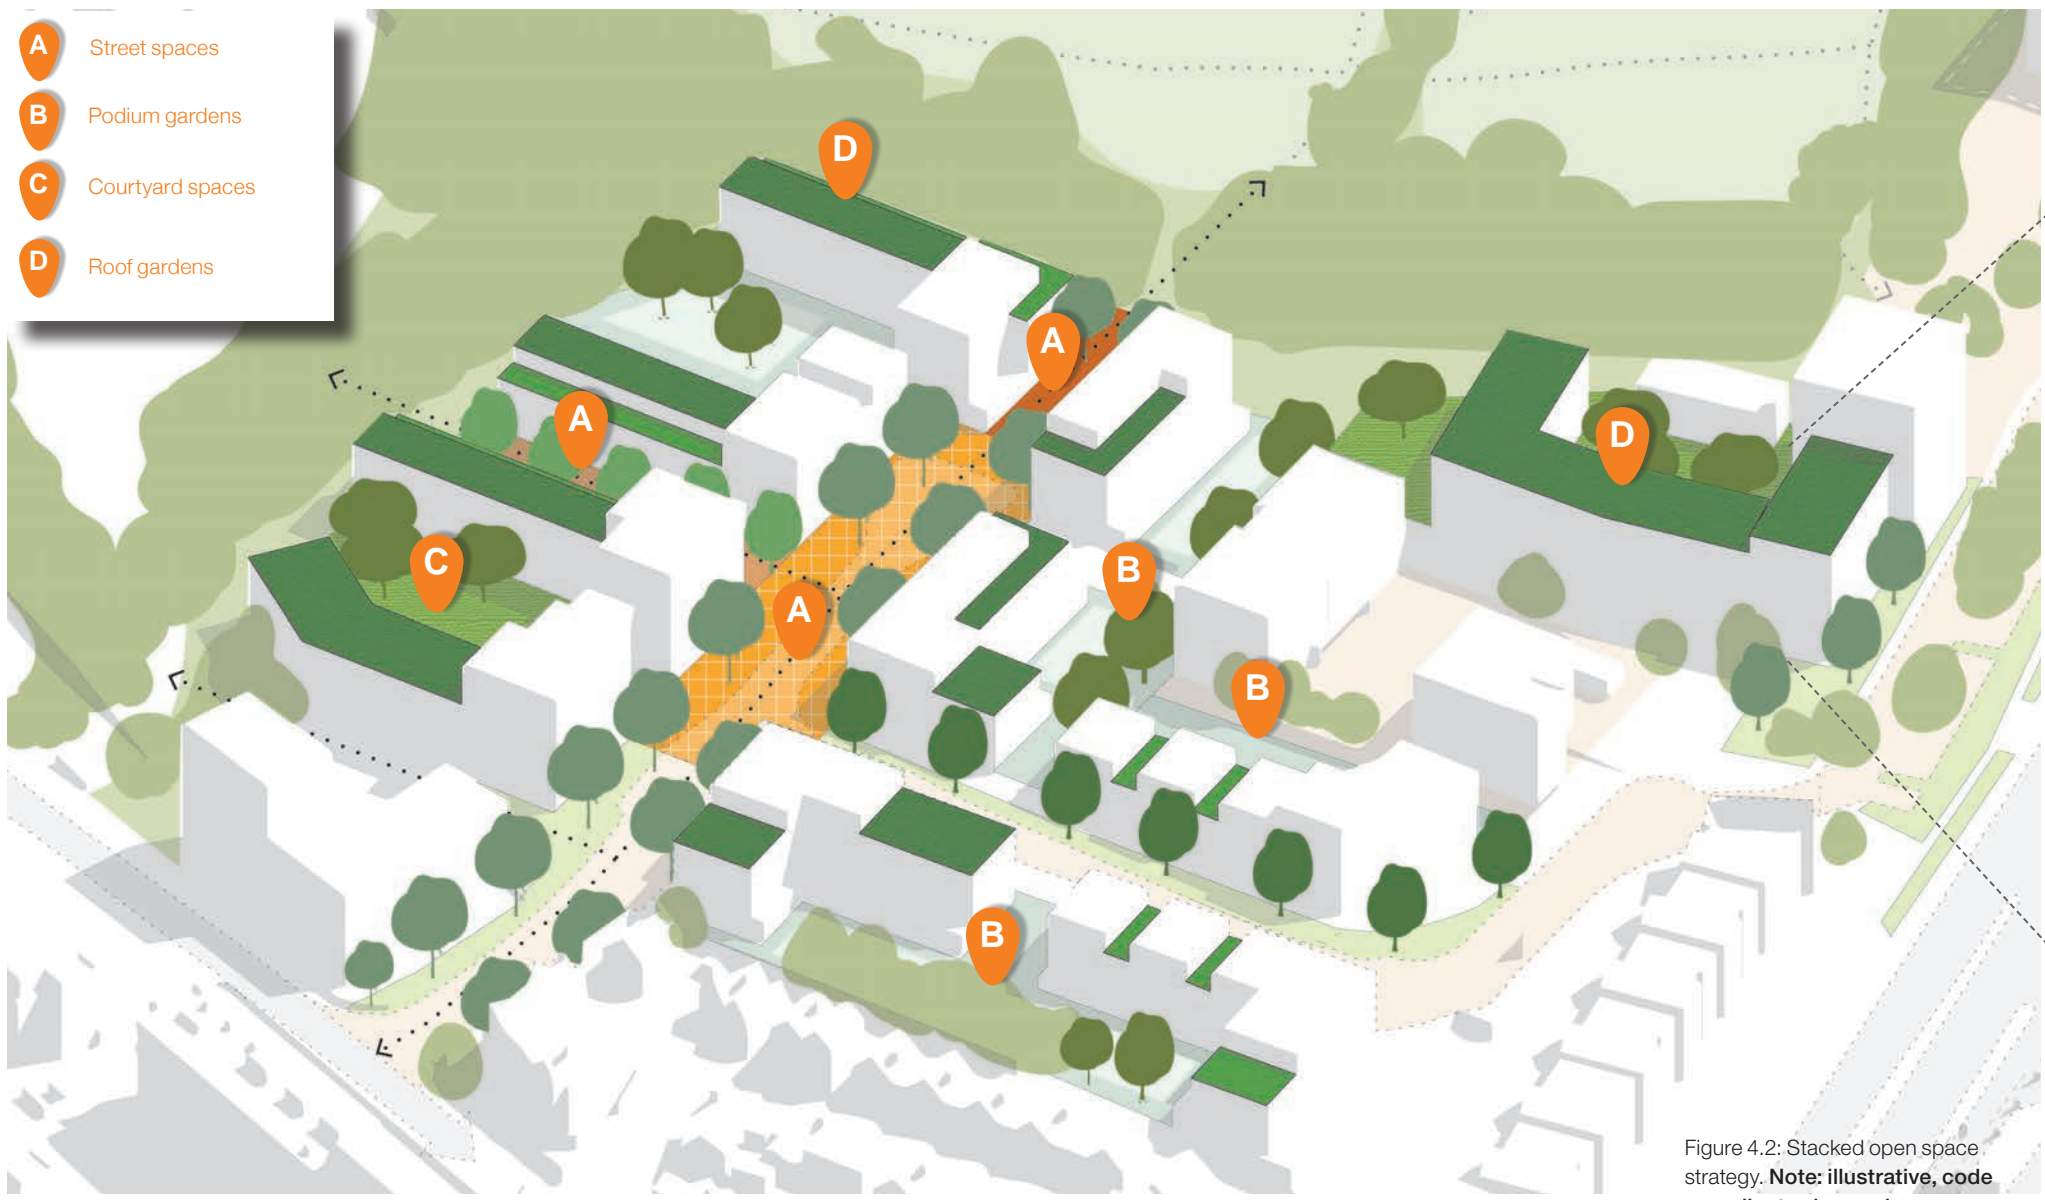 A Street spaces
B Podium gardens
C Courtyard spaces
D Roof gardens
D
A
A
D
C
B
A
B
B
Figure 4.2: Stacked open space
strategy. Note: illustrative, code